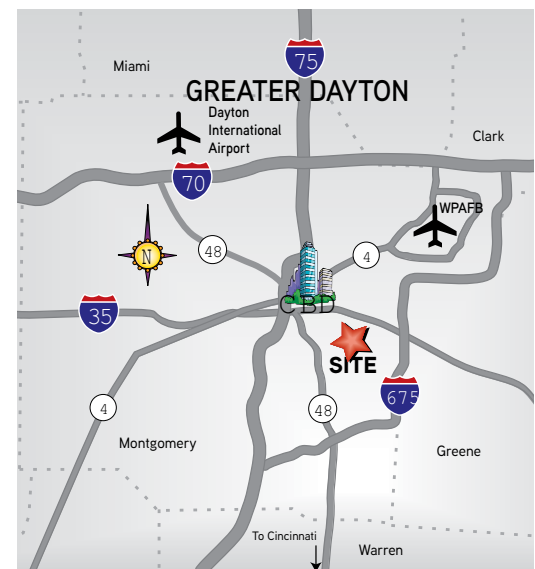 75
Miami
GREATER DAYTON
Dayton
International
Airport
Clark
70
WPAFB
N
48
4
CBD
35
SITE
675
4
48
Montgomery
Greene
To Cincinnati
Warren